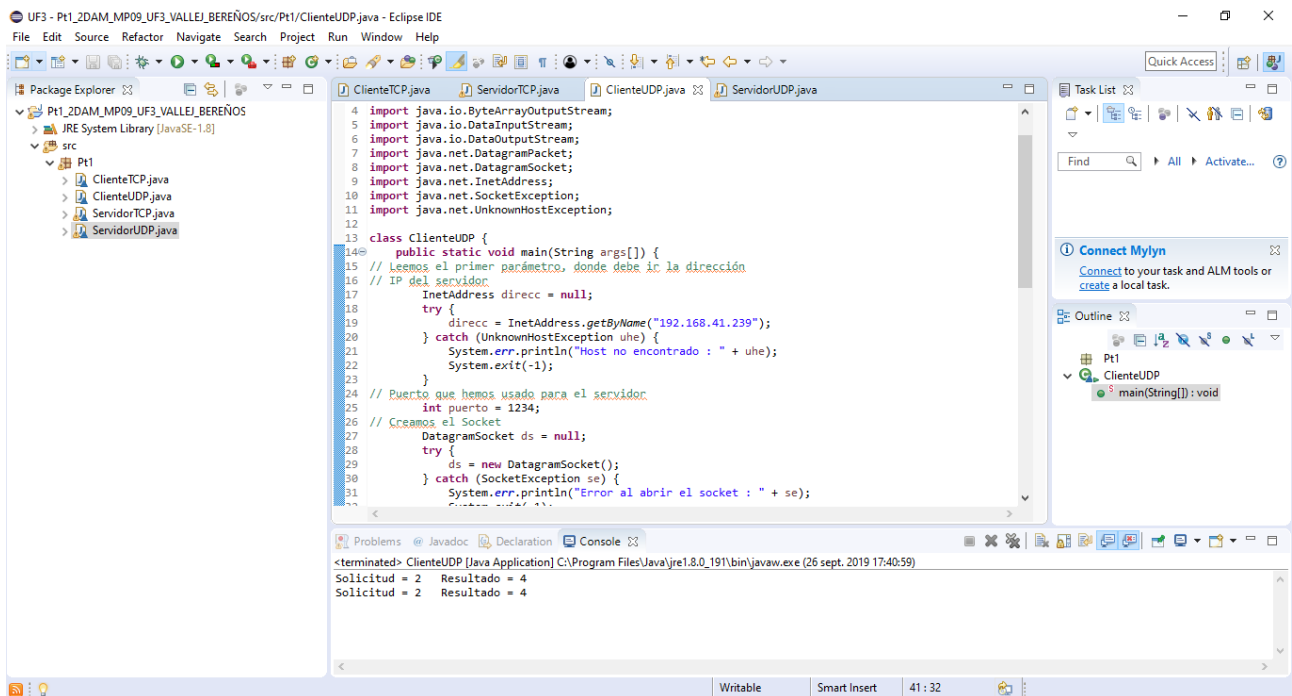 UF3 - Pt1_2DAM_MP09_UF3_VALLEJ_BEREÑOS/src/Pt1/ClienteUDP.java - Eclipse IDE
File Edit Source Refactor Navigate Search Project Run Window Help
Quick Access
Package Explorer
Pt1_2DAM_MP09_UF3_VALLEJ_BEREÑOS
JRE System Library [JavaSE-1.8]
src
Pt1
ClienteTCP.java
ClienteUDP.java
ServidorTCP.java
ServidorUDP.java
ClienteTCP.java ServidorTCP.java ClienteUDP.java ServidorUDP.java
4 import java.io.ByteArrayOutputStream;
5 import java.io.DataInputStream;
6 import java.io.DataOutputStream;
7 import java.net.DatagramPacket;
8 import java.net.DatagramSocket;
9 import java.net.InetAddress;
10 import java.net.SocketException;
11 import java.net.UnknownHostException;
12
13 class ClienteUDP {
14 public static void main(String args[]) {
15 // Leemos el primer parámetro, donde debe ir la dirección
16 // IP del servidor
17 InetAddress direcc = null;
18 try {
19 direcc = InetAddress.getByName("192.168.41.239");
20 } catch (UnknownHostException uhe) {
21 System.err.println("Host no encontrado : " + uhe);
22 System.exit(-1);
23 }
24 // Puerto que hemos usado para el servidor
25 int puerto = 1234;
26 // Creamos el Socket
27 DatagramSocket ds = null;
28 try {
29 ds = new DatagramSocket();
30 } catch (SocketException se) {
31 System.err.println("Error al abrir el socket : " + se);
Task List
Find All Activate...
Connect Mylyn
Connect to your task and ALM tools or
create a local task.
Outline
Pt1
ClienteUDP
main(String[]) : void
Problems @ Javadoc Declaration Console
<terminated> ClienteUDP [Java Application] C:\Program Files\Java\jre1.8.0_191\bin\javaw.exe (26 sept. 2019 17:40:59)
Solicitud = 2 Resultado = 4
Solicitud = 2 Resultado = 4
Writable Smart Insert 41 : 32